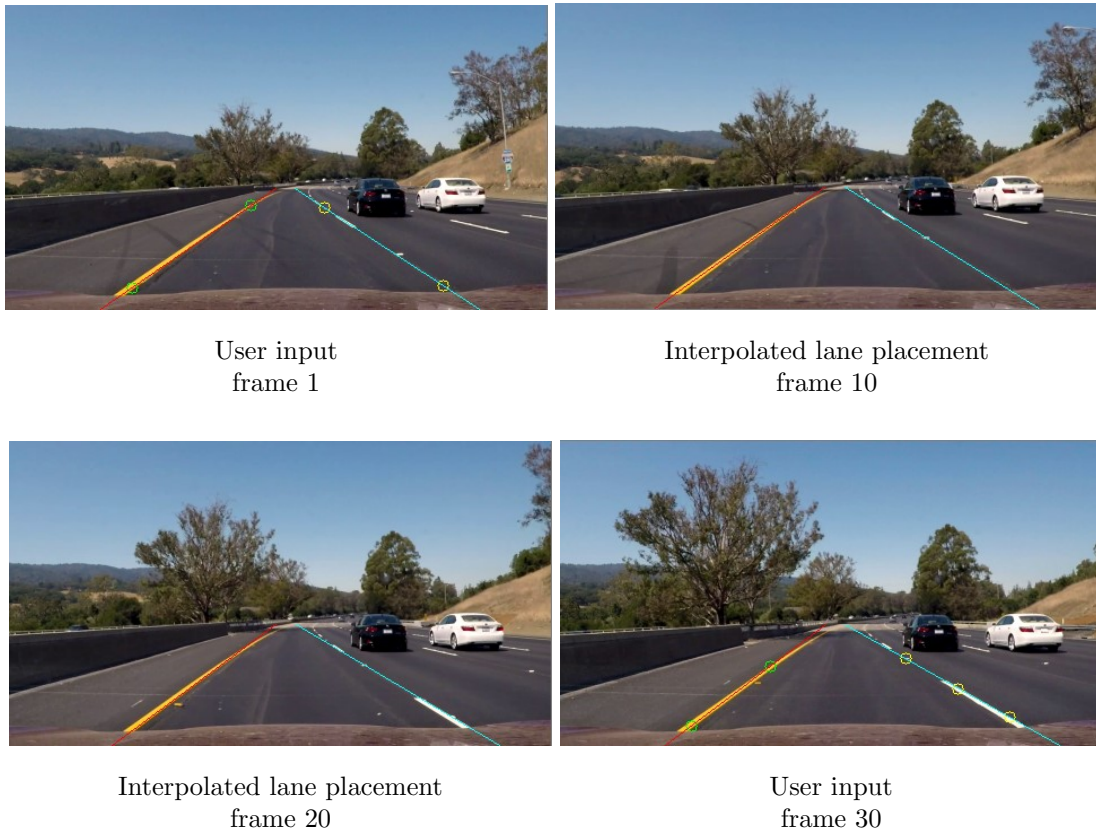 User input
frame 1
Interpolated lane placement
frame 10
Interpolated lane placement
frame 20
User input
frame 30